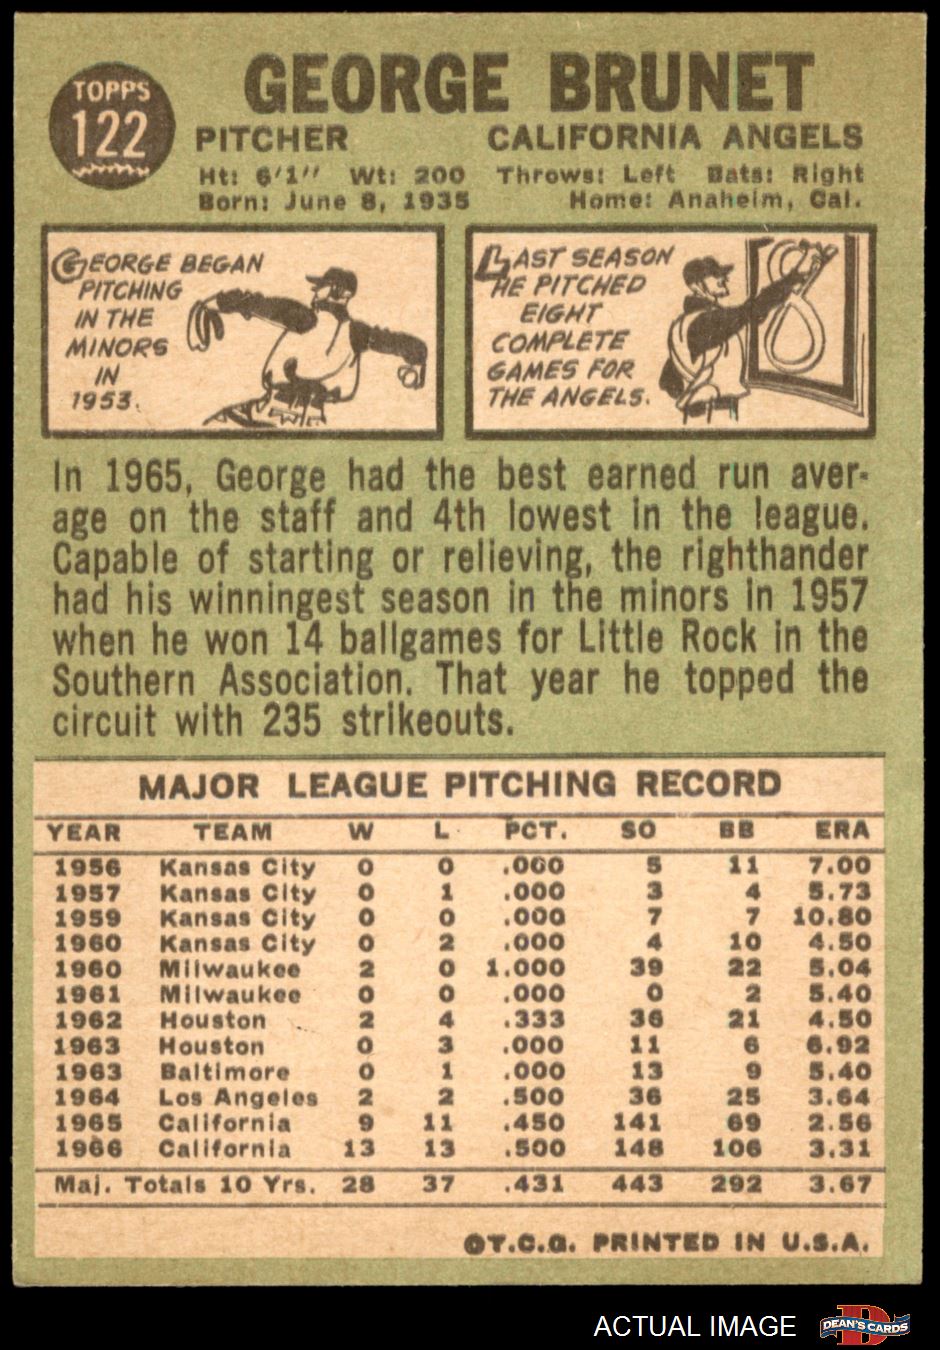 TOPPS
122
GEORGE BRUNET
PITCHER CALIFORNIA ANGELS
Ht: 6'1" Wt: 200 Throws: Left Bats: Right
Born: June 8, 1935 Home: Anaheim, Cal.
GEORGE BEGAN
PITCHING
IN THE
MINORS
IN
1953.
LAST SEASON
HE PITCHED
EIGHT
COMPLETE
GAMES FOR
THE ANGELS.
In 1965, George had the best earned run aver-
age on the staff and 4th lowest in the league.
Capable of starting or relieving, the righthander
had his winningest season in the minors in 1957
when he won 14 ballgames for Little Rock in the
Southern Association. That year he topped the
circuit with 235 strikeouts.
MAJOR LEAGUE PITCHING RECORD
YEAR TEAM W L PCT. SO BB ERA
1956 Kansas City 0 0 .000 5 11 7.00
1957 Kansas City 0 1 .000 3 4 5.73
1959 Kansas City 0 0 .000 7 7 10.80
1960 Kansas City 0 2 .000 4 10 4.50
1960 Milwaukee 2 0 1.000 39 22 5.04
1961 Milwaukee 0 0 .000 0 2 5.40
1962 Houston 2 4 .333 36 21 4.50
1963 Houston 0 3 .000 11 6 6.92
1963 Baltimore 0 1 .000 13 9 5.40
1964 Los Angeles 2 2 .500 36 25 3.64
1965 California 9 11 .450 141 69 2.56
1966 California 13 13 .500 148 106 3.31
Maj. Totals 10 Yrs. 28 37 .431 443 292 3.67
©T.C.G. PRINTED IN U.S.A.
ACTUAL IMAGE
D
DEAN'S CARDS